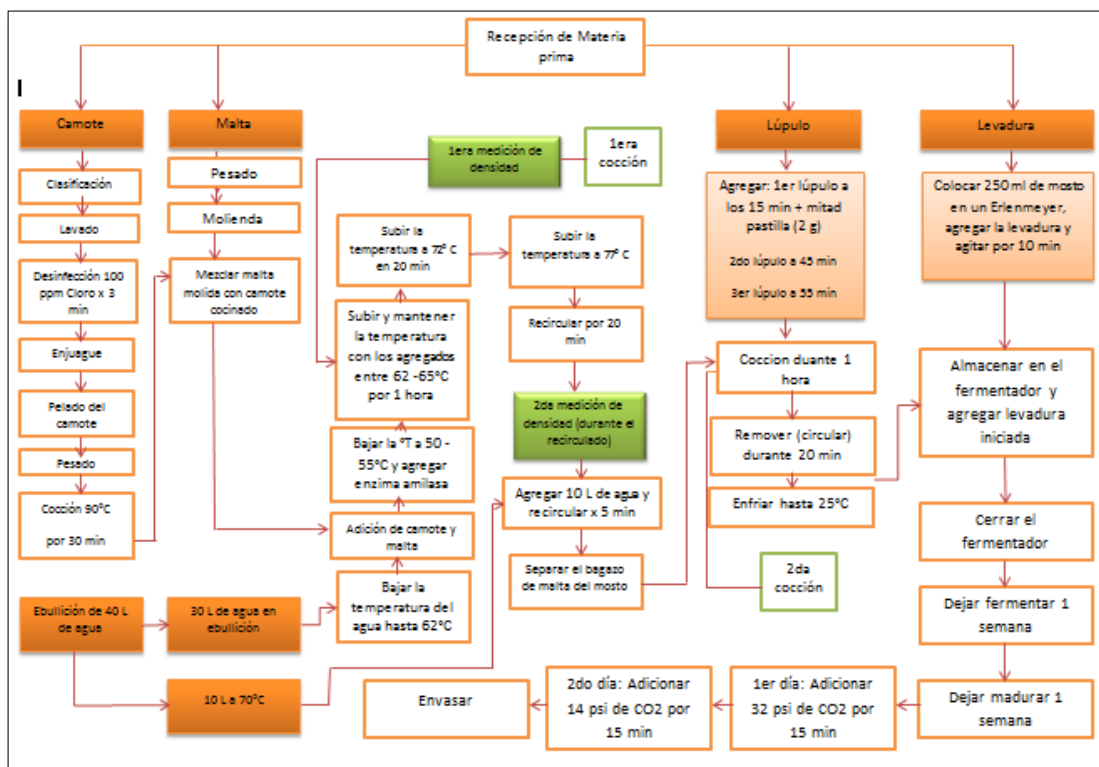 Recepción de Materia
prima
I
Camote
Clasificación
Lavado
Desinfección 100
ppm Cloro x 3
min
Enjuague
Pelado del
camote
Pesado
Cocción 90ºC
por 30 min
Malta
Pesado
Molienda
Mezclar malta
molida con camote
cocinado
Ebullición de 40 L
de agua
30 L de agua en
ebullición
10 L a 70ºC
Bajar la
temperatura del
agua hasta 62ºC
Adición de camote y
malta
Bajar la ºT a 50 -
55ºC y agregar
enzima amilasa
Subir y mantener
la temperatura
con los agregados
entre 62 -65ºC
por 1 hora
1era medición de
densidad
1era
cocción
Subir la
temperatura a 72º C
en 20 min
Subir la
temperatura a 77º C
Recircular por 20
min
2da medición de
densidad (durante el
recirculado)
Agregar 10 L de agua y
recircular x 5 min
Separar el bagazo
de malta del mosto
Lúpulo
Agregar: 1er lúpulo a
los 15 min + mitad
pastilla (2 g)
2do lúpulo a 45 min
3er lúpulo a 55 min
Coccion duante 1
hora
Remover (circular)
durante 20 min
Enfriar hasta 25ºC
2da
cocción
Levadura
Colocar 250 ml de mosto
en un Erlenmeyer,
agregar la levadura y
agitar por 10 min
Almacenar en el
fermentador y
agregar levadura
iniciada
Cerrar el
fermentador
Dejar fermentar 1
semana
Dejar madurar 1
semana
1er día: Adicionar
32 psi de CO2 por
15 min
2do día: Adicionar
14 psi de CO2 por
15 min
Envasar